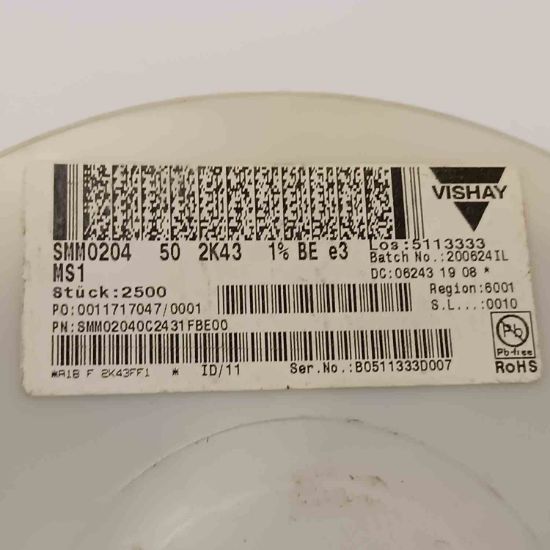 VISHAY
SMM0204 50 2K43 1% BE e3
Los:5113333
MS1
Batch No.:200624IL
Stück:2500
DC:06243 19 08 *
PO:0011717047/0001
Region:6001
S.L...:0010
PN:SMM02040C2431FBE00
Pb
Pb-free
*A1B F 2K43FF1 * ID/11 Ser.No.:B0511333D007
RoHS